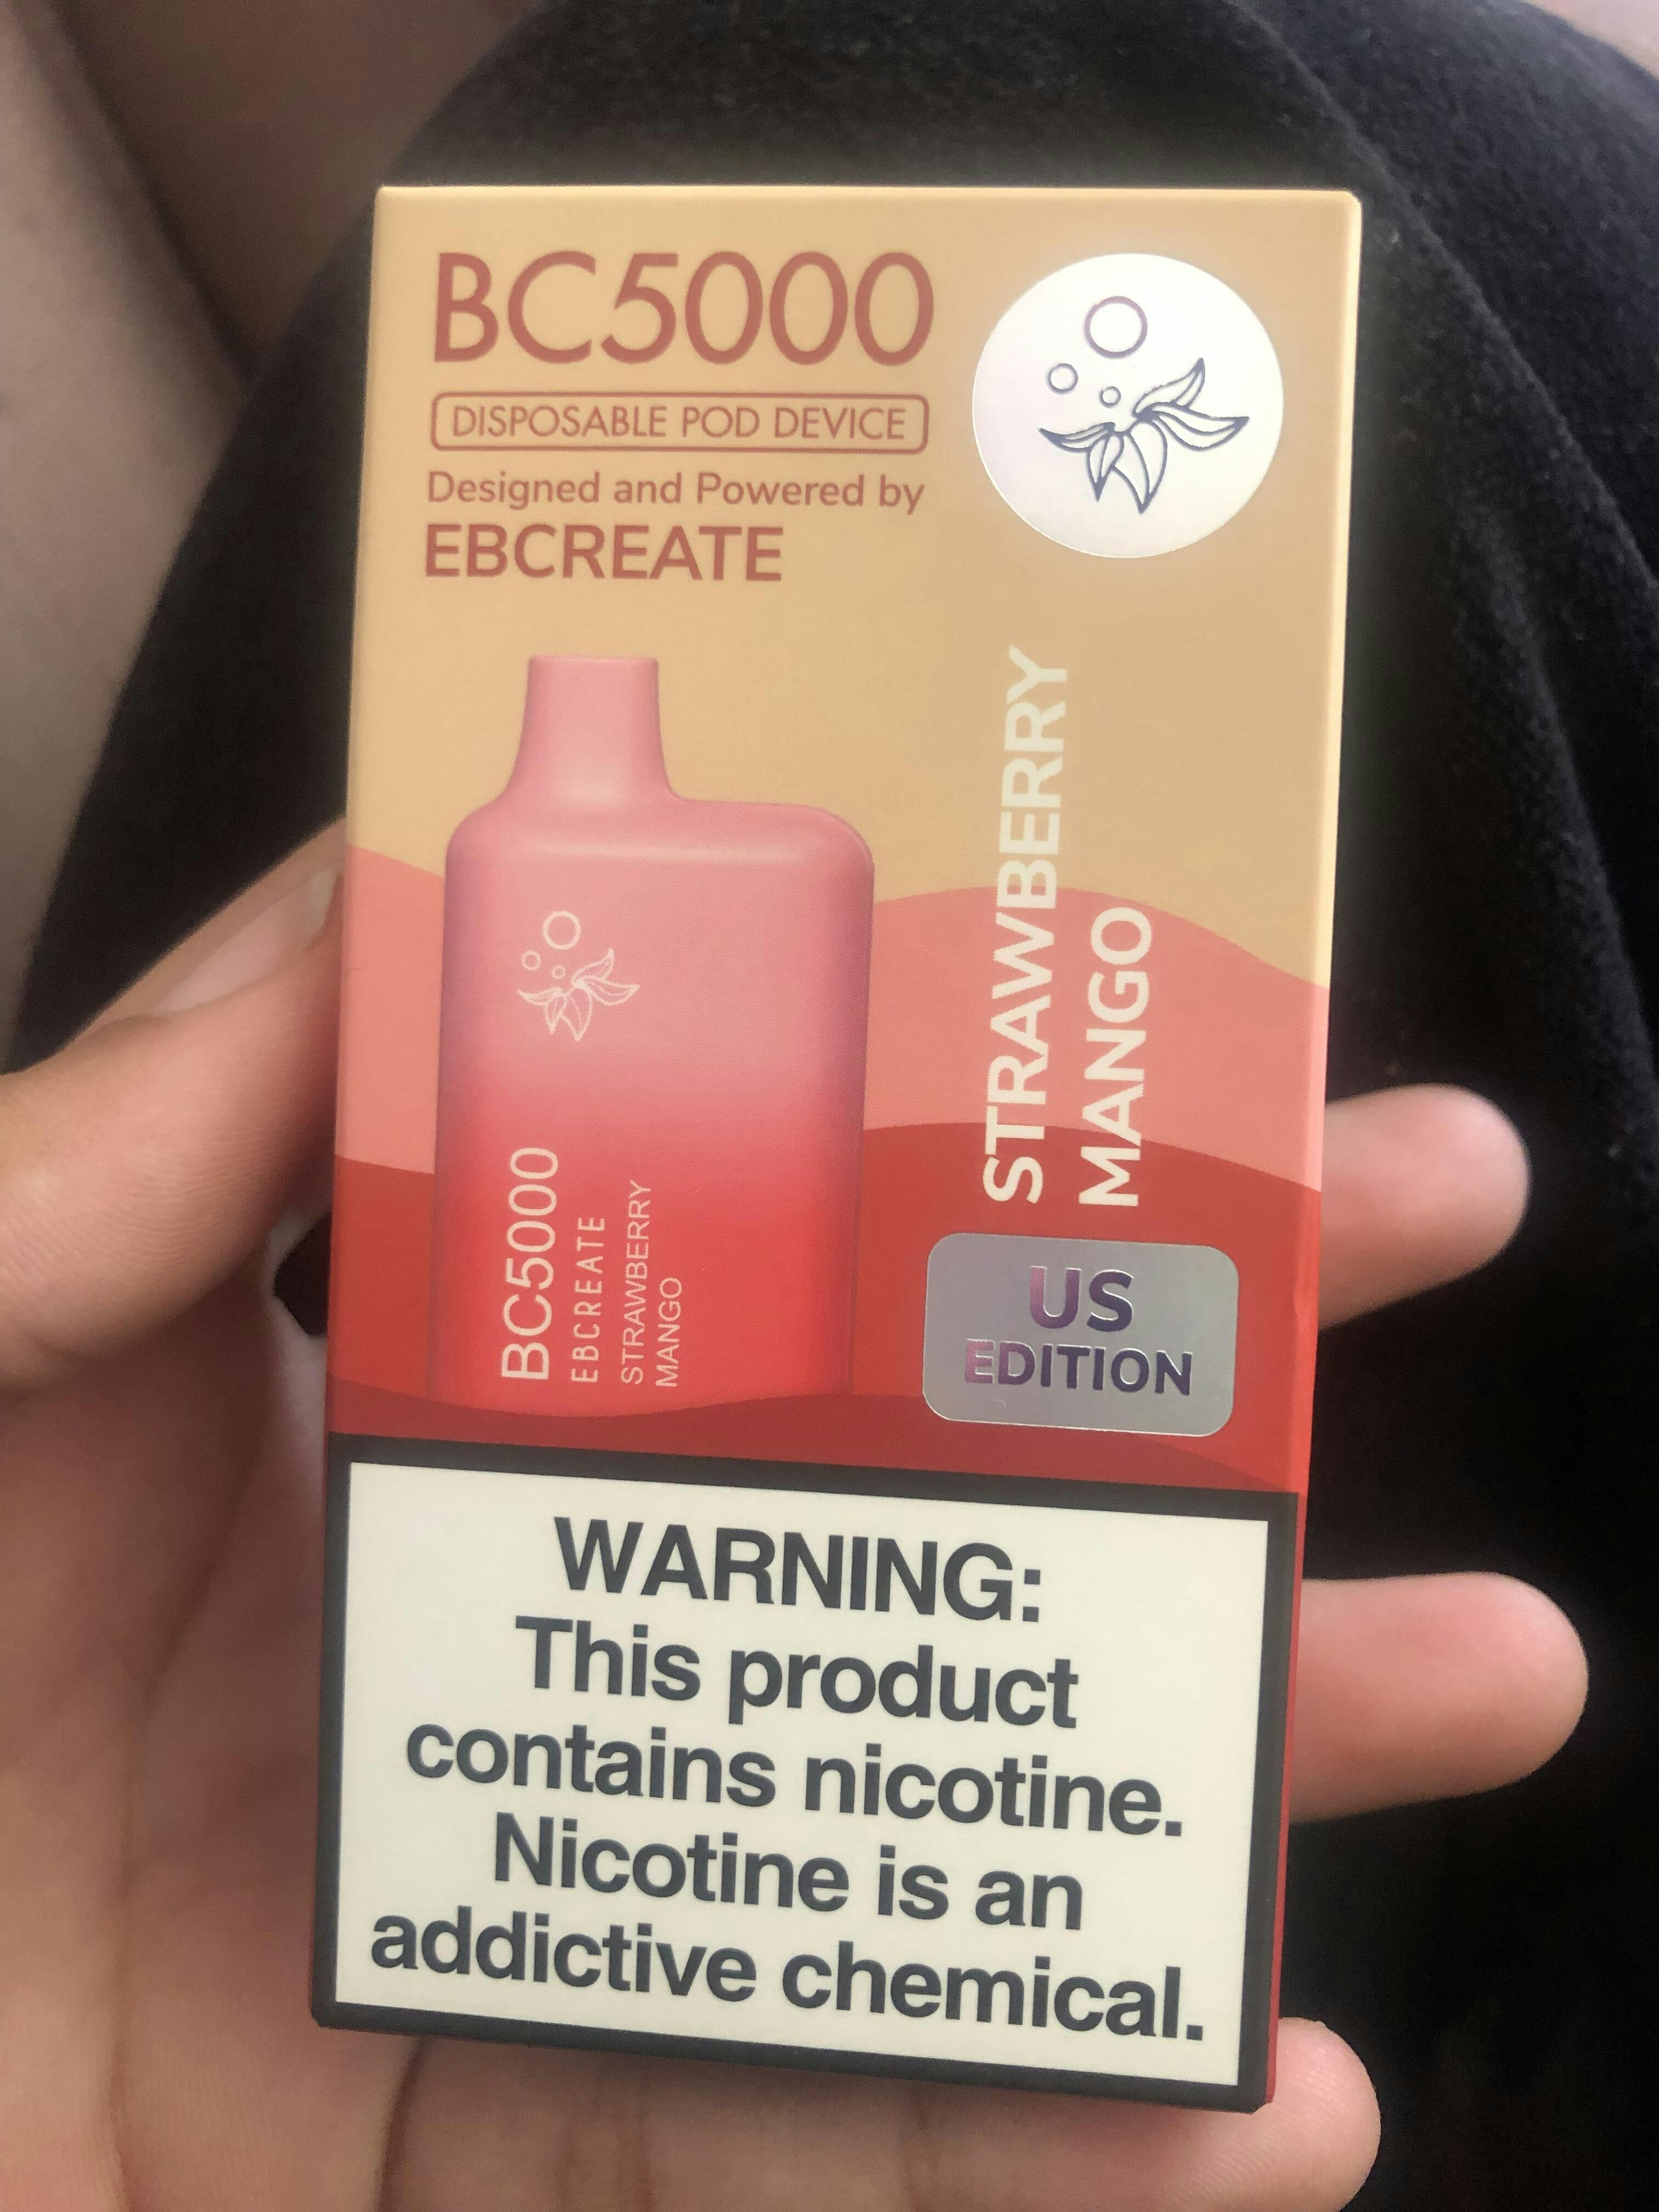 BC5000
DISPOSABLE POD DEVICE
Designed and Powered by
EBCREATE
STRAWBERRY
MANGO
BC5000
EBCREATE
STRAWBERRY
MANGO
US
EDITION
WARNING:
This product
contains nicotine.
Nicotine is an
addictive chemical.